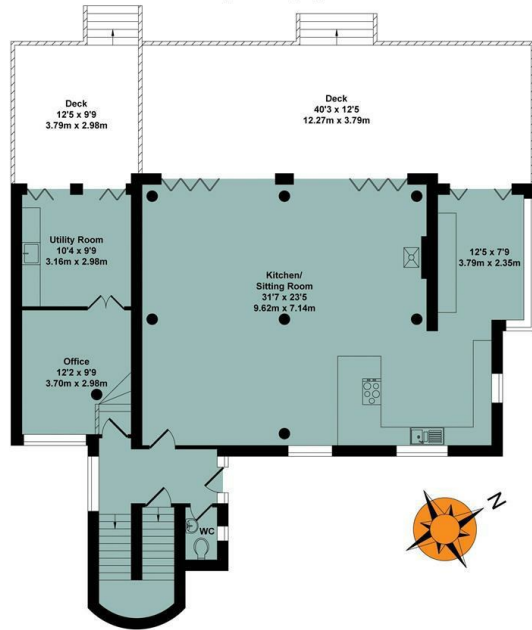 Deck
12'5 x 9'9
3.79m x 2.98m
Deck
40'3 x 12'5
12.27m x 3.79m
Utility Room
10'4 x 9'9
3.16m x 2.98m
Kitchen/
Sitting Room
31'7 x 23'5
9.62m x 7.14m
12'5 x 7'9
3.79m x 2.35m
Office
12'2 x 9'9
3.70m x 2.98m
WC
N